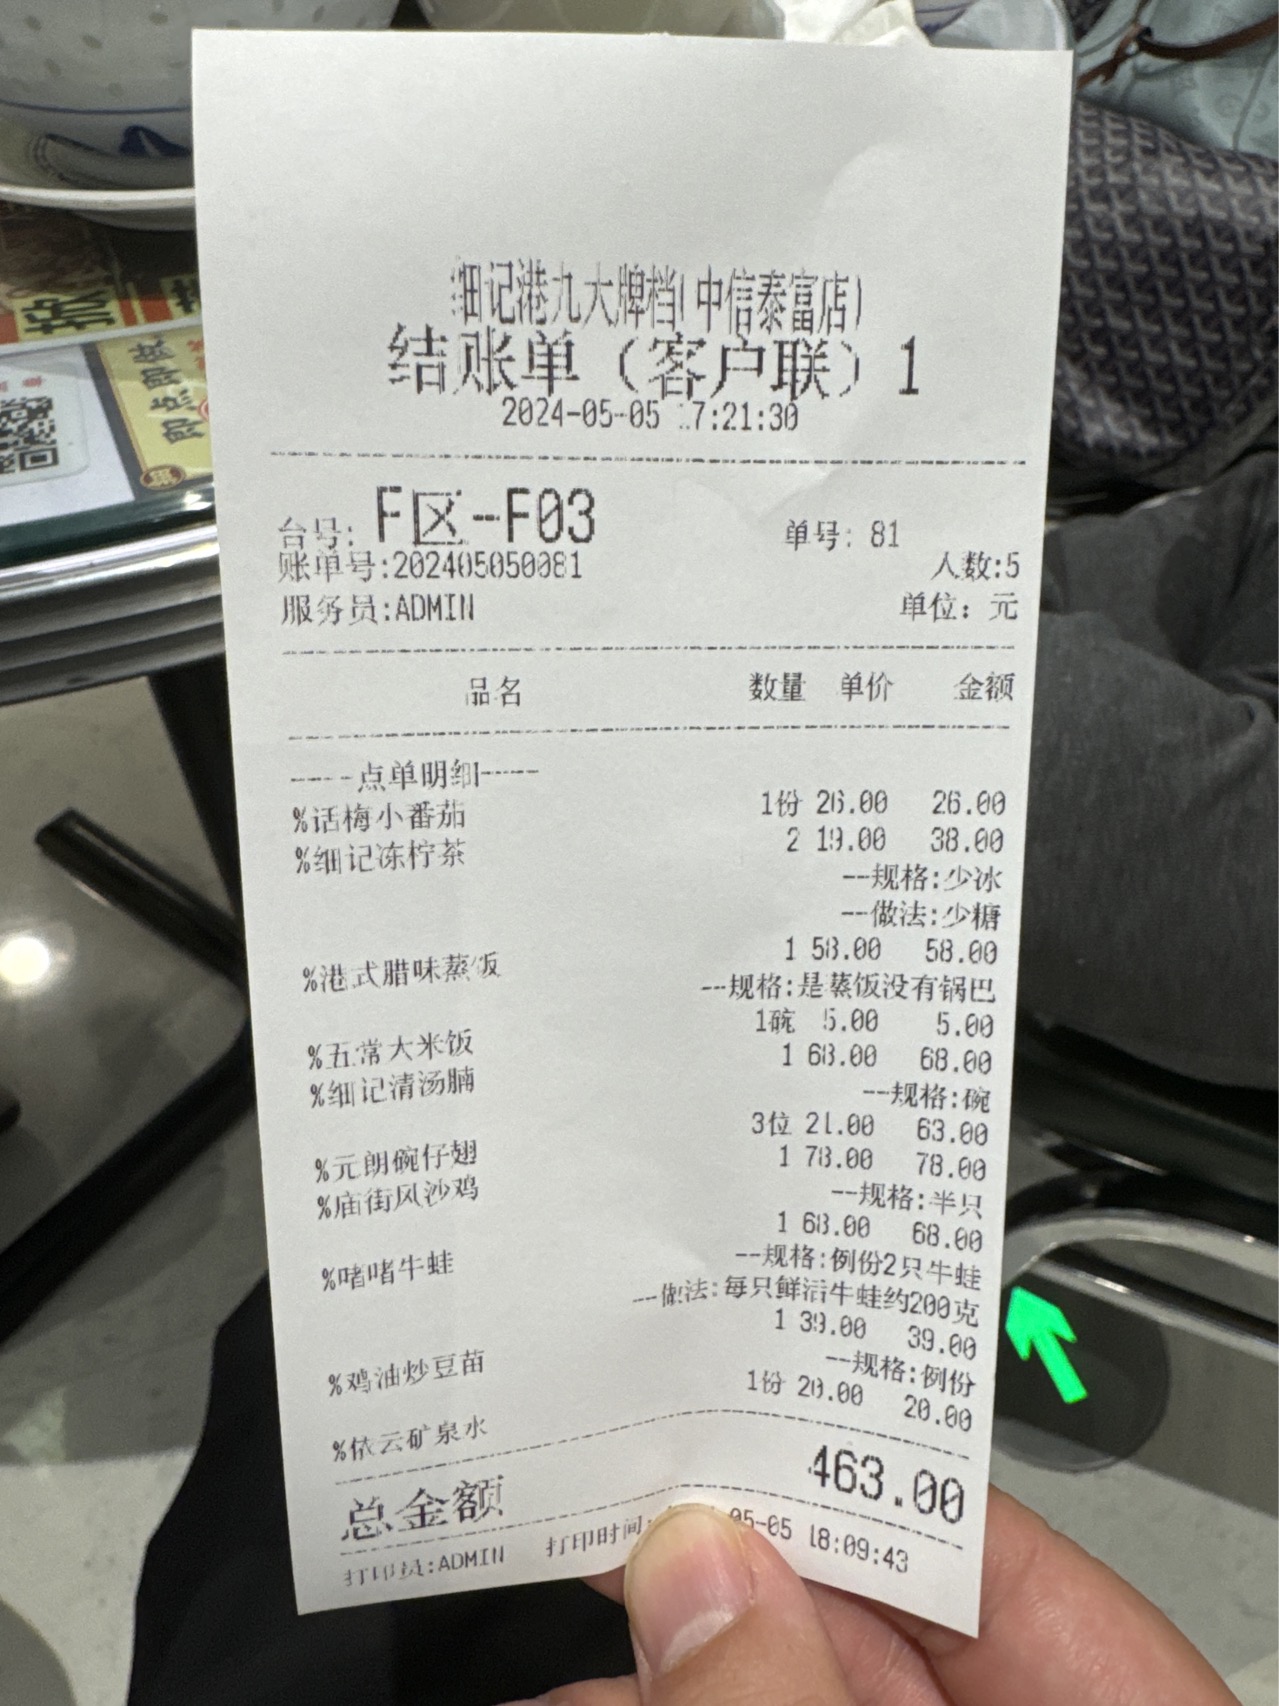 细记港九大牌档(中信泰富店)
结账单（客户联）1
2024-05-05 17:21:30
台号: F区-F03 单号: 81
账单号:202405050081 人数:5
服务员:ADMIN 单位: 元
品名 数量 单价 金额
-----点单明细-----
%话梅小番茄 1份 26.00 26.00
%细记冻柠茶 2 19.00 38.00
--规格:少冰
--做法:少糖
%港式腊味蒸饭 1 58.00 58.00
---规格:是蒸饭没有锅巴
%五常大米饭 1碗 5.00 5.00
%细记清汤腩 1 68.00 68.00
--规格:碗
%元朗碗仔翅 3位 21.00 63.00
%庙街风沙鸡 1 78.00 78.00
--规格:半只
%啫啫牛蛙 1 68.00 68.00
--规格:例份2只牛蛙
---做法:每只鲜活牛蛙约200克
%鸡油炒豆苗 1 39.00 39.00
--规格:例份
%依云矿泉水 1份 20.00 20.00
总金额 463.00
打印员:ADMIN 打印时间: 05-05 18:09:43